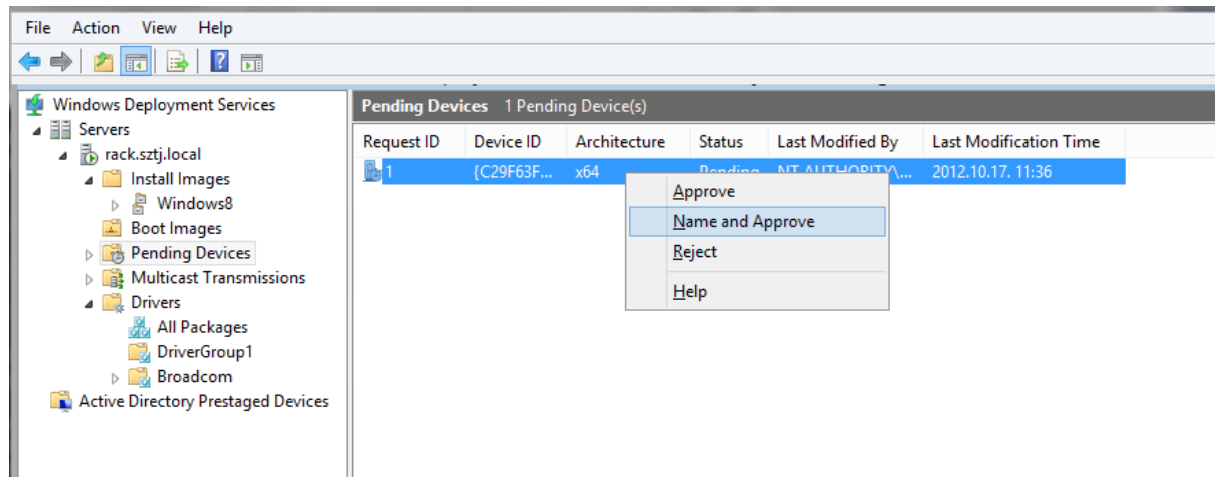 File Action View Help
Windows Deployment Services
Servers
rack.sztj.local
Install Images
Windows8
Boot Images
Pending Devices
Multicast Transmissions
Drivers
All Packages
DriverGroup1
Broadcom
Active Directory Prestaged Devices
Pending Devices 1 Pending Device(s)
Request ID Device ID Architecture Status Last Modified By Last Modification Time
1 {C29F63F... x64 Pending NT AUTHORITY\... 2012.10.17. 11:36
Approve
Name and Approve
Reject
Help